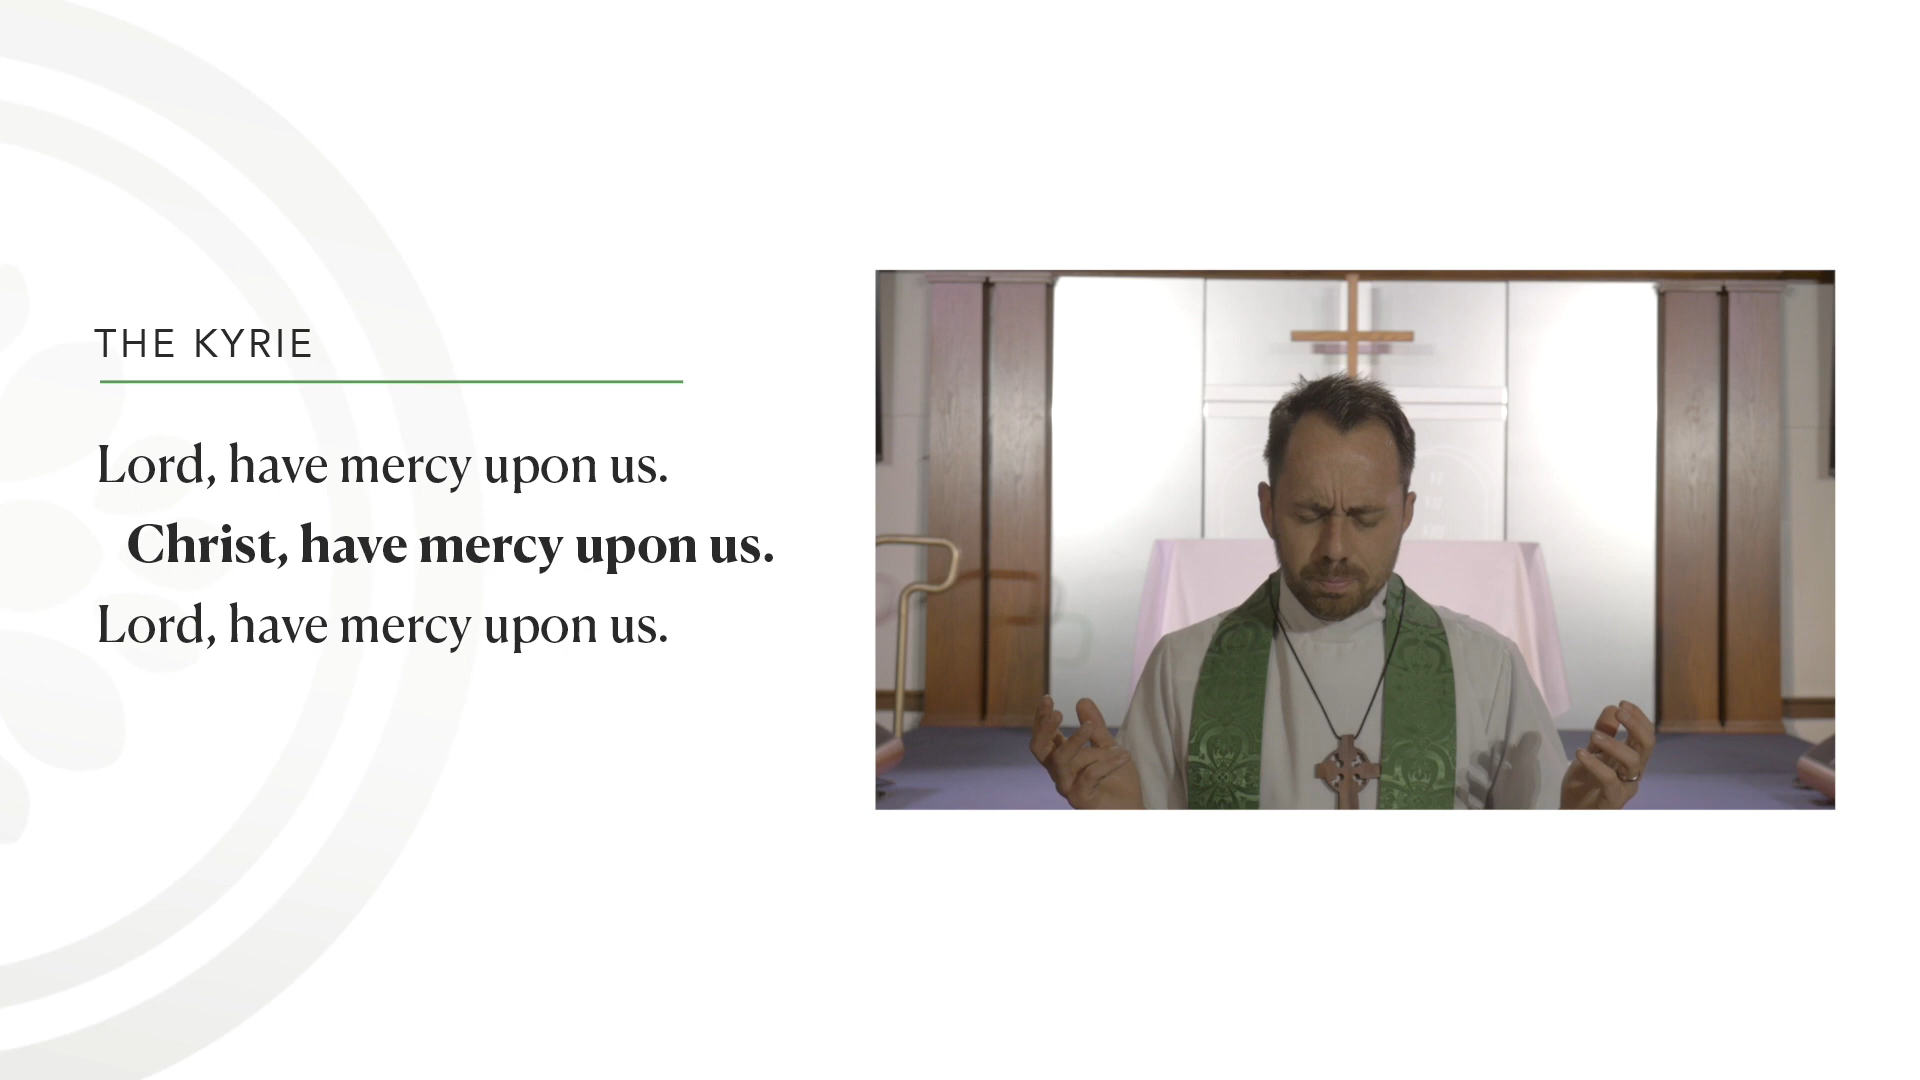 THE KYRIE
Lord, have mercy upon us.
Christ, have mercy upon us.
Lord, have mercy upon us.